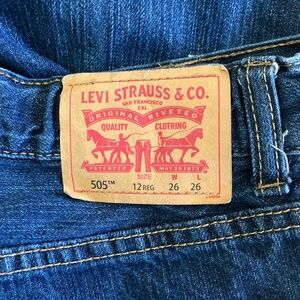 LEVI STRAUSS & CO.
SAN FRANCISCO
CAL
ORIGINAL RIVETED
QUALITY CLOTHING
PATENTED MAY 20 1873
SIZE W L
505™ 12 REG 26 26